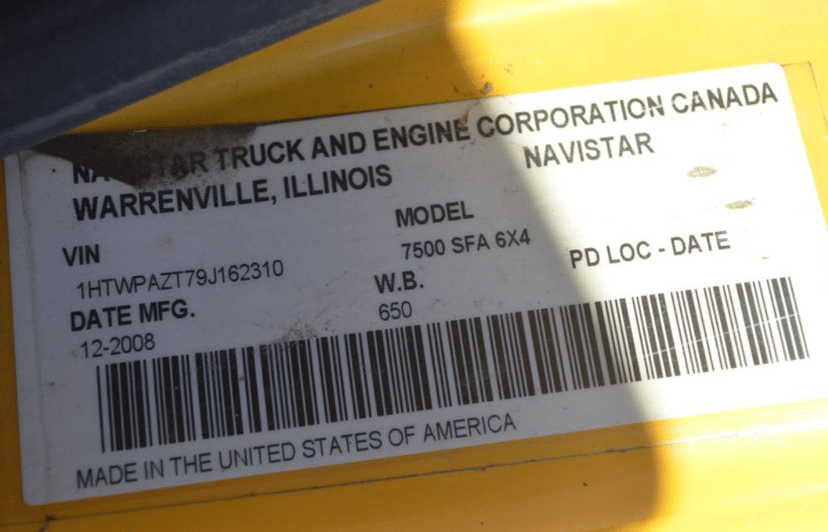 NAVISTAR TRUCK AND ENGINE CORPORATION CANADA
WARRENVILLE, ILLINOIS NAVISTAR
VIN MODEL
1HTWPAZT79J162310 7500 SFA 6X4 PD LOC - DATE
DATE MFG. W.B.
12-2008 650
MADE IN THE UNITED STATES OF AMERICA